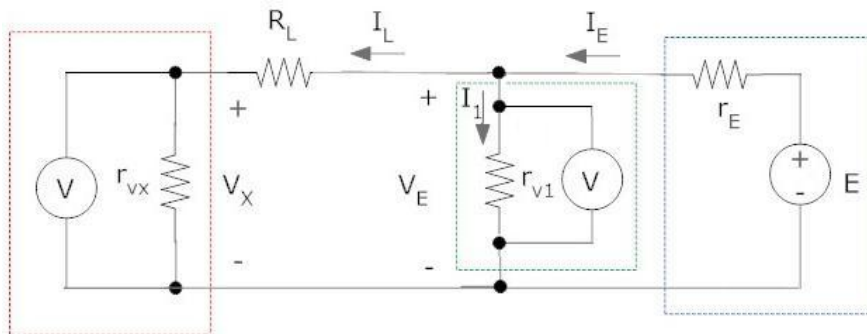 R_L I_L I_E
+ + I_1 r_E
V r_vx V_X V_E r_v1 V + - E
- -